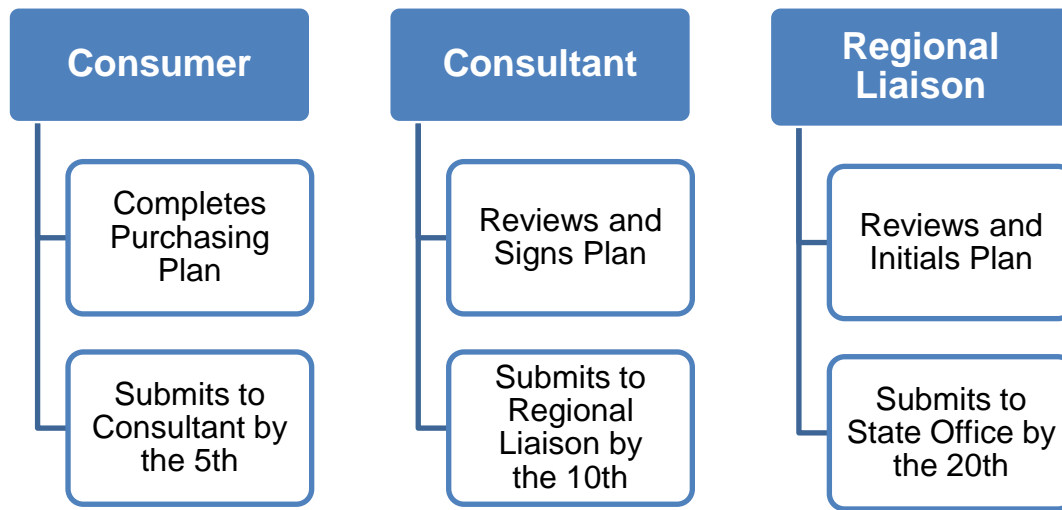 Consumer
Completes
Purchasing
Plan
Submits to
Consultant by
the 5th
Consultant
Reviews and
Signs Plan
Submits to
Regional
Liaison by
the 10th
Regional
Liaison
Reviews and
Initials Plan
Submits to
State Office by
the 20th